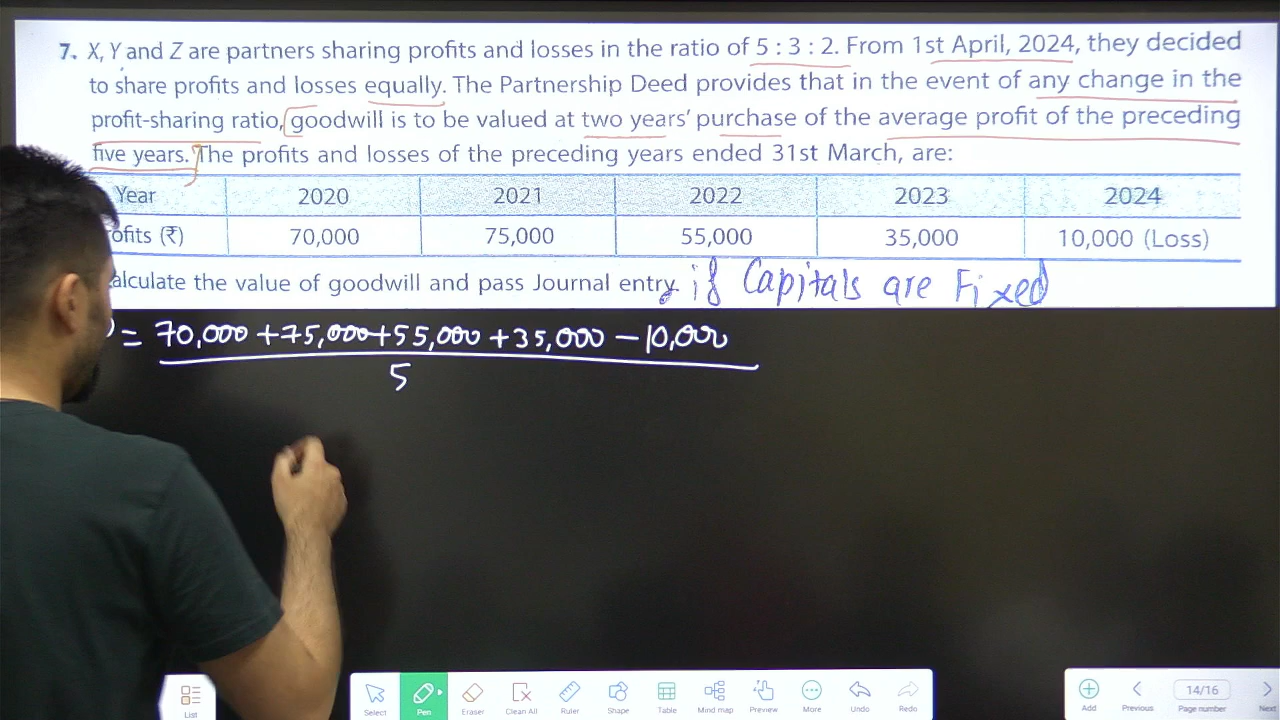 7. X, Y and Z are partners sharing profits and losses in the ratio of 5 : 3 : 2. From 1st April, 2024, they decided
to share profits and losses equally. The Partnership Deed provides that in the event of any change in the
profit-sharing ratio, goodwill is to be valued at two years' purchase of the average profit of the preceding
five years. The profits and losses of the preceding years ended 31st March, are:
Year 2020 2021 2022 2023 2024
ofits (₹) 70,000 75,000 55,000 35,000 10,000 (Loss)
alculate the value of goodwill and pass Journal entry. if Capitals are Fixed
= 70,000 +75,000+55,000 +35,000 – 10,000
5
List Select Pen Eraser Clean All Ruler Shape Table Mind map Preview More Undo Redo Add Previous 14/16 Page number Next